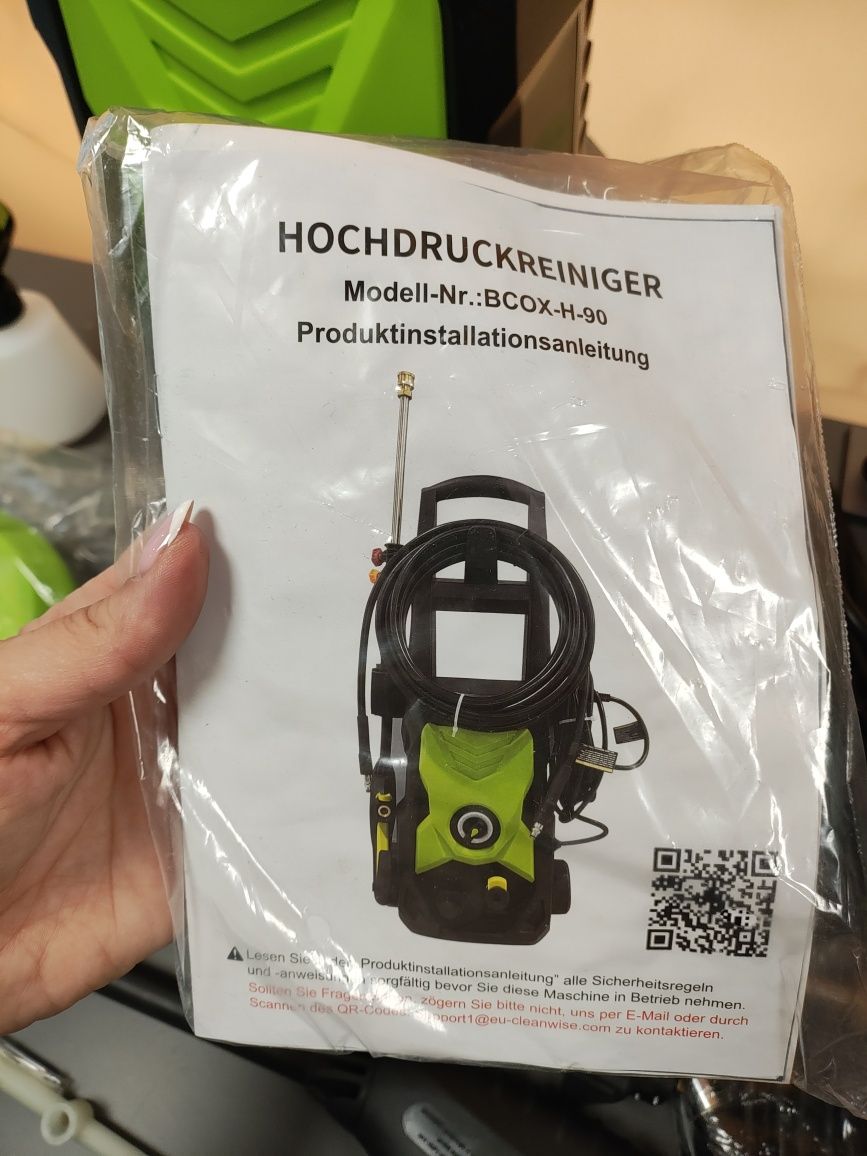 HOCHDRUCKREINIGER
Modell-Nr.:BCOX-H-90
Produktinstallationsanleitung
Lesen Sie der „Produktinstallationsanleitung" alle Sicherheitsregeln
und -anweisungen sorgfältig bevor Sie diese Maschine in Betrieb nehmen.
Sollten Sie Fragen zögern Sie bitte nicht, uns per E-Mail oder durch
Scannen des QR-Codes support1@eu-cleanwise.com zu kontaktieren.